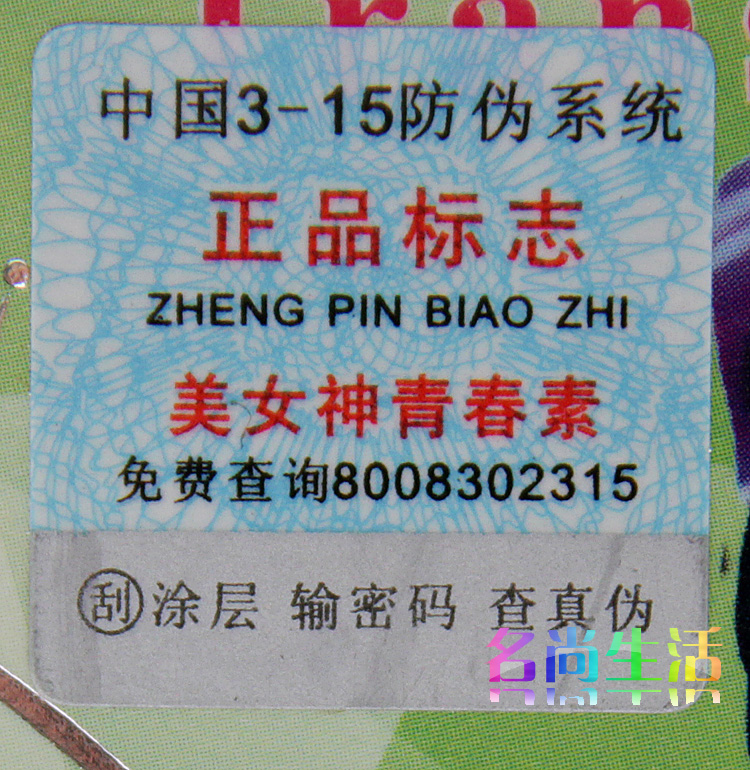 Tran
中国3-15防伪系统
正品标志
ZHENG PIN BIAO ZHI
美女神青春素
免费查询8008302315
刮涂层 输密码 查真伪
名尚生活